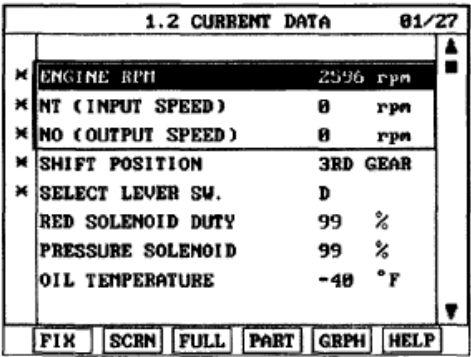 1.2 CURRENT DATA 01/27
* ENGINE RPM 2596 rpm
* NT (INPUT SPEED) 0 rpm
* NO (OUTPUT SPEED) 0 rpm
* SHIFT POSITION 3RD GEAR
* SELECT LEVER SW. D
RED SOLENOID DUTY 99 %
PRESSURE SOLENOID 99 %
OIL TEMPERATURE -40 °F
FIX SCRN FULL PART GRPH HELP